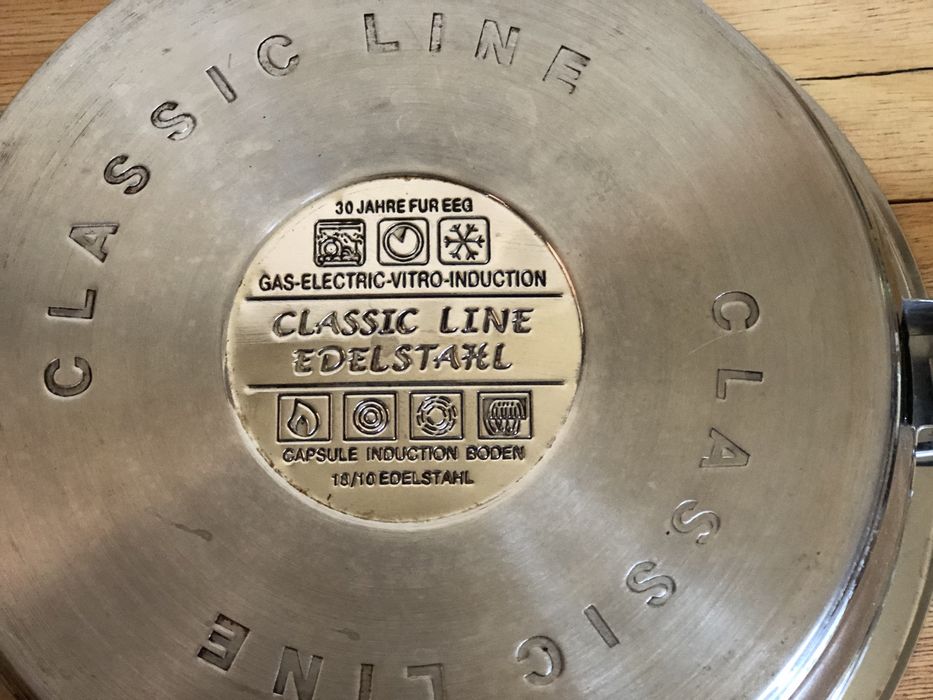 CLASSIC LINE
30 JAHRE FUR EEG
GAS-ELECTRIC-VITRO-INDUCTION
CLASSIC LINE
EDELSTAHL
CAPSULE INDUCTION BODEN
18/10 EDELSTAHL
CLASSIC LINE